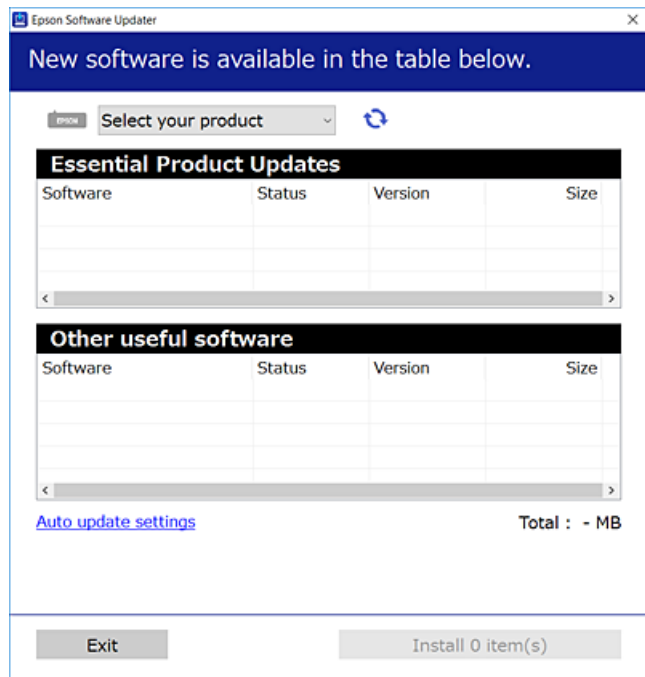 Epson Software Updater
New software is available in the table below.
EPSON Select your product
Essential Product Updates
Software Status Version Size
Other useful software
Software Status Version Size
Auto update settings Total : - MB
Exit Install 0 item(s)